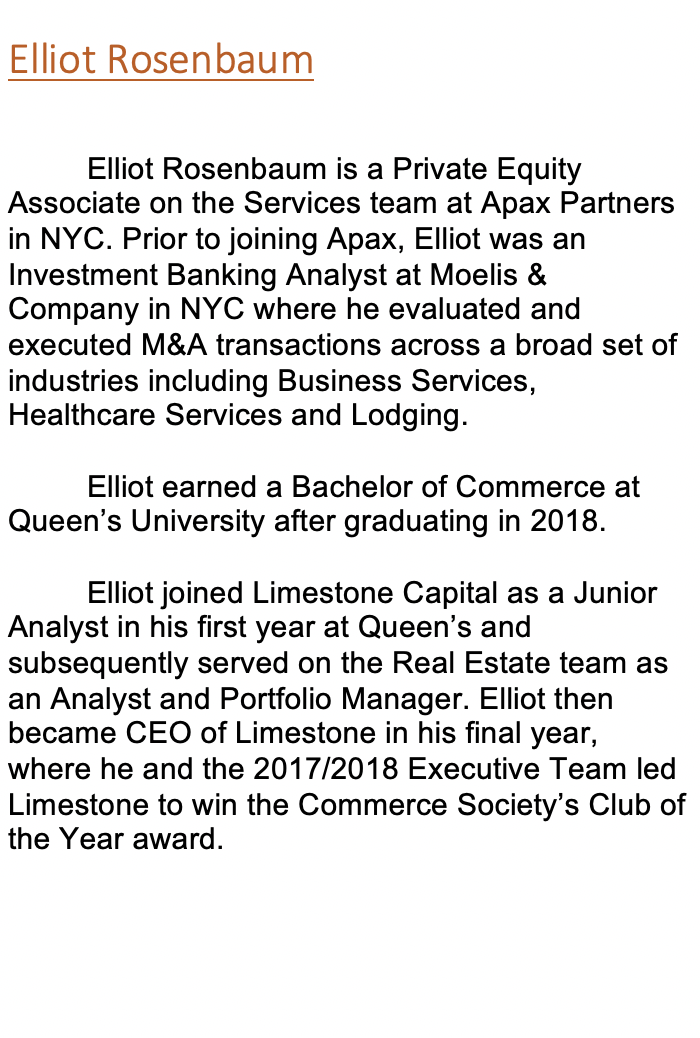 Elliot Rosenbaum
Elliot Rosenbaum is a Private Equity
Associate on the Services team at Apax Partners
in NYC. Prior to joining Apax, Elliot was an
Investment Banking Analyst at Moelis &
Company in NYC where he evaluated and
executed M&A transactions across a broad set of
industries including Business Services,
Healthcare Services and Lodging.
Elliot earned a Bachelor of Commerce at
Queen’s University after graduating in 2018.
Elliot joined Limestone Capital as a Junior
Analyst in his first year at Queen’s and
subsequently served on the Real Estate team as
an Analyst and Portfolio Manager. Elliot then
became CEO of Limestone in his final year,
where he and the 2017/2018 Executive Team led
Limestone to win the Commerce Society’s Club of
the Year award.